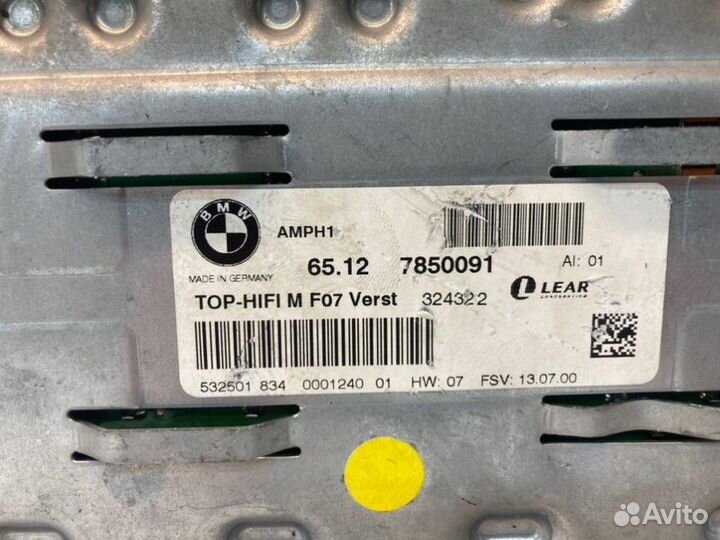 BMW
AMPH1
65.12 7850091 AI: 01
MADE IN GERMANY
TOP-HIFI M F07 Verst 324322 LEAR
CORPORATION
532501 834 0001240 01 HW: 07 FSV: 13.07.00
Avito